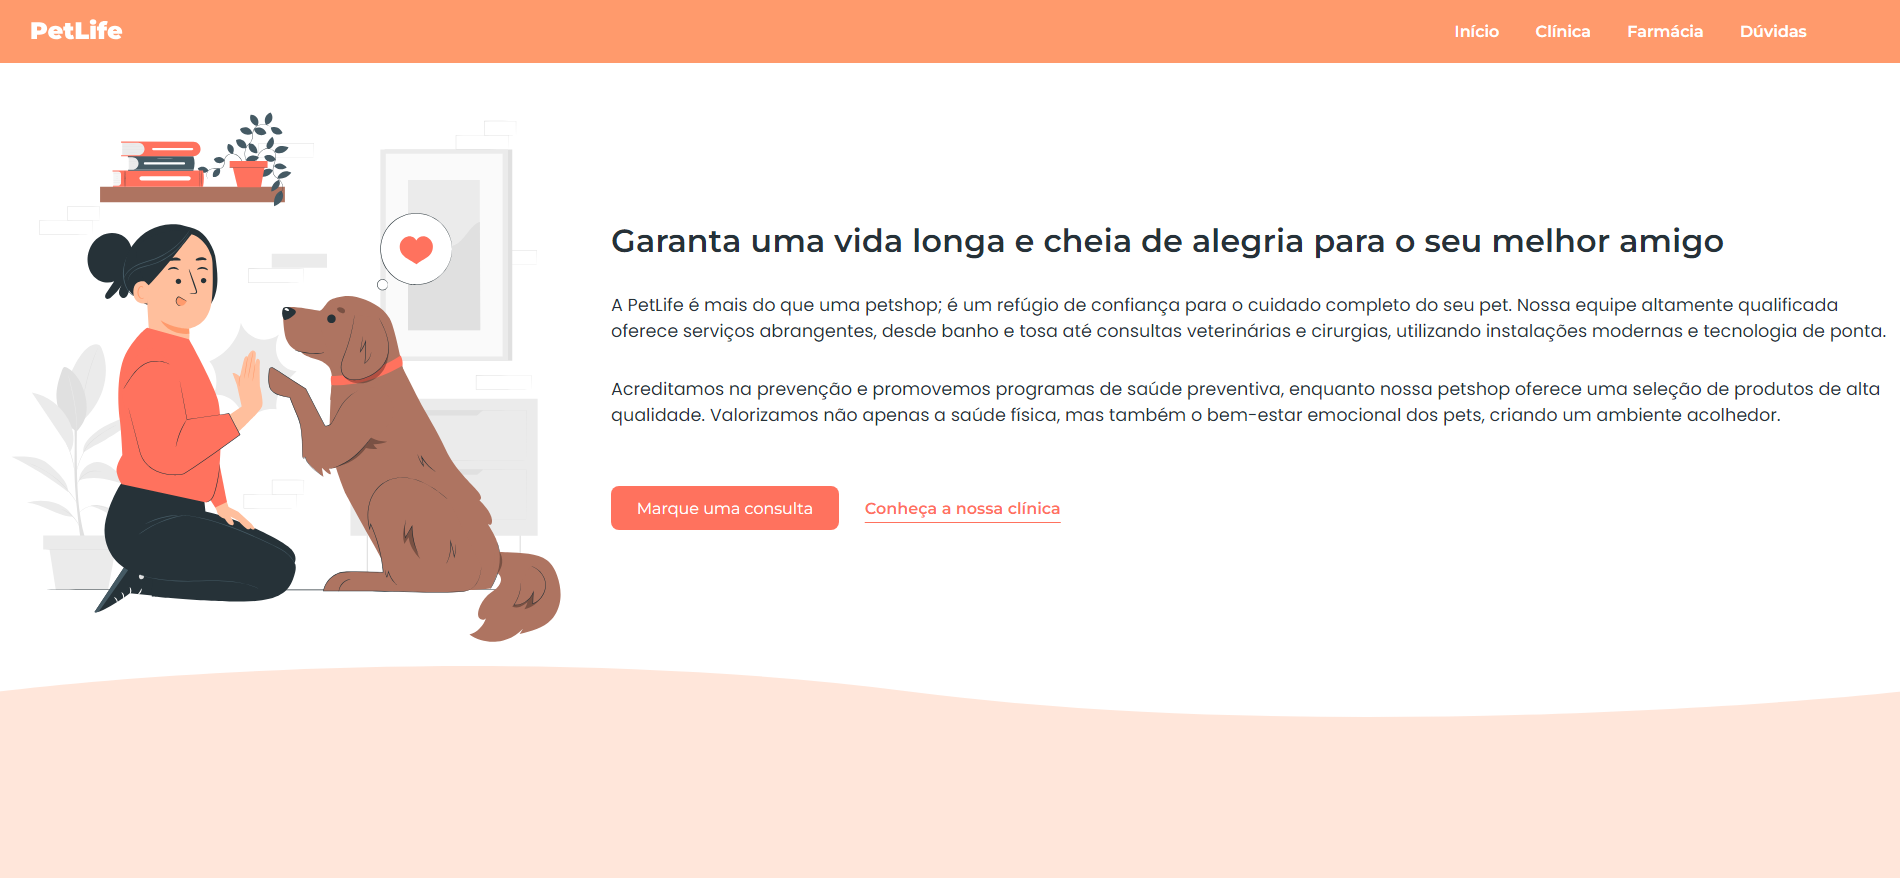 PetLife
Início Clínica Farmácia Dúvidas
Garanta uma vida longa e cheia de alegria para o seu melhor amigo
A PetLife é mais do que uma petshop; é um refúgio de confiança para o cuidado completo do seu pet. Nossa equipe altamente qualificada
oferece serviços abrangentes, desde banho e tosa até consultas veterinárias e cirurgias, utilizando instalações modernas e tecnologia de ponta.
Acreditamos na prevenção e promovemos programas de saúde preventiva, enquanto nossa petshop oferece uma seleção de produtos de alta
qualidade. Valorizamos não apenas a saúde física, mas também o bem-estar emocional dos pets, criando um ambiente acolhedor.
Marque uma consulta
Conheça a nossa clínica